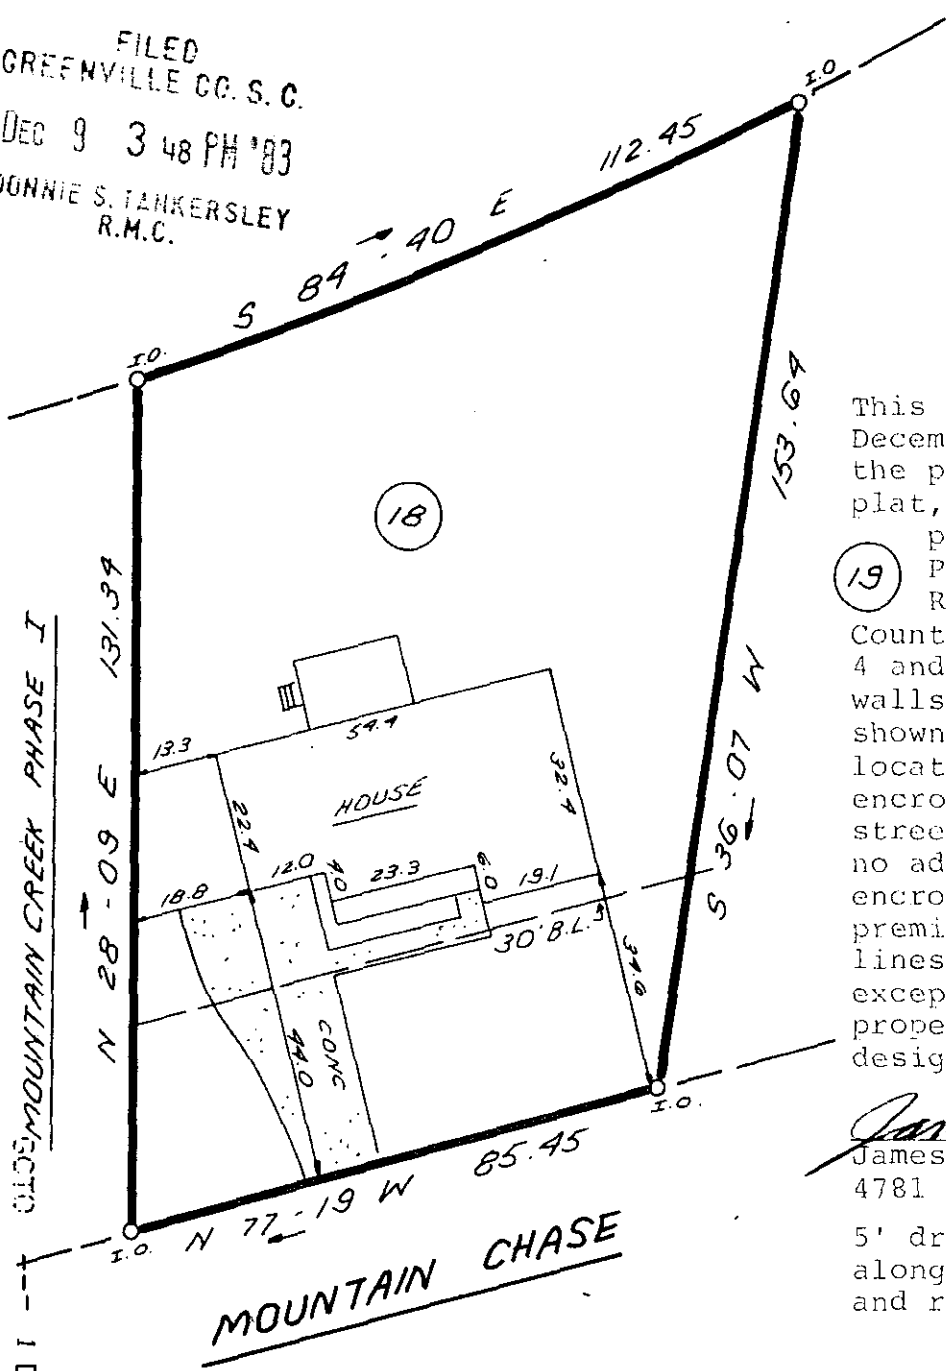 FILED
GREENVILLE CO. S. C.
DEC 9 3 48 PM '83
DONNIE S. TANKERSLEY
R.M.C.
I.O.
112.45
S 84-40 E
I.O.
153.64
S 36-07 W
18
19
MOUNTAIN CREEK PHASE I
N 28-09 E
131.34
13.3
54.4
HOUSE
32.4
22.4
18.8
12.0
4.0
23.3
6.0
19.1
30' B.L.
34.6
44.0
CONC
I.O.
I.O.
N 77-19 W
85.45
MOUNTAIN CHASE
This
Decem
the p
plat,
p
P
R
Count
4 and
walls
shown
locat
encro
stree
no ad
encro
premi
lines
excep
prope
desig
James
4781
5' dr
along
and r